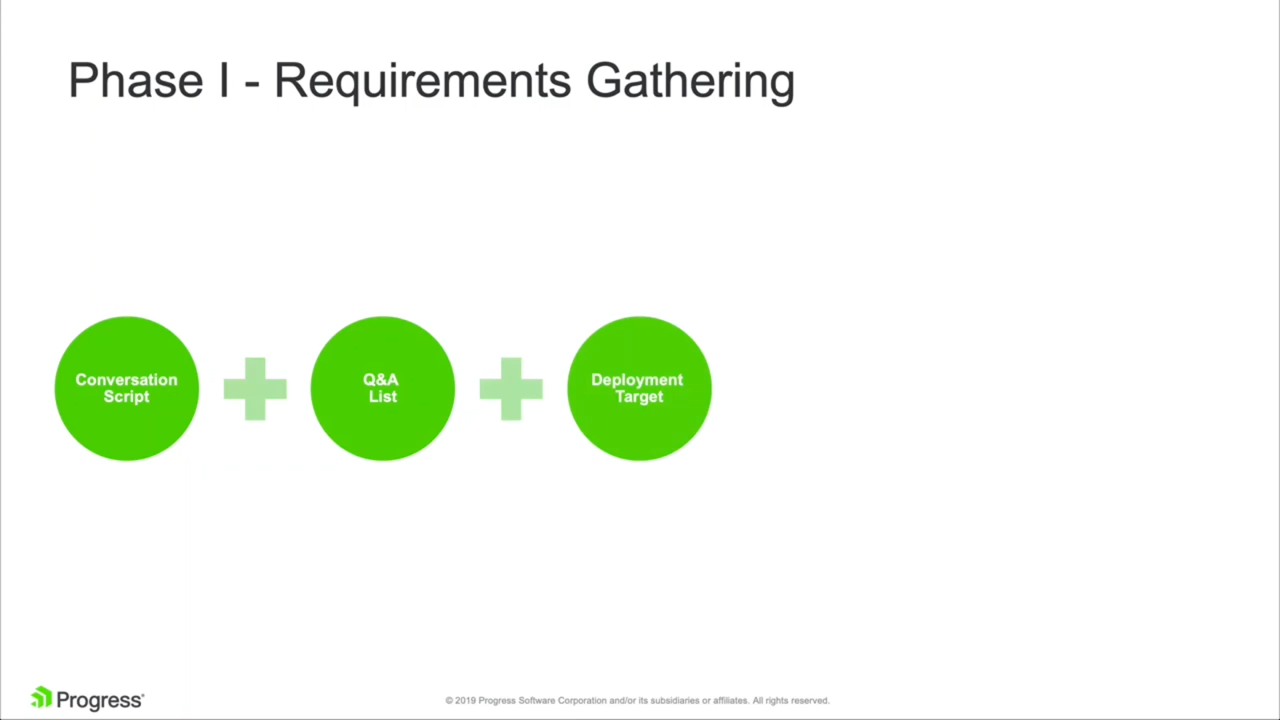 Phase I - Requirements Gathering
Conversation
Script
Q&A
List
Deployment
Target
Progress®
© 2019 Progress Software Corporation and/or its subsidiaries or affiliates. All rights reserved.